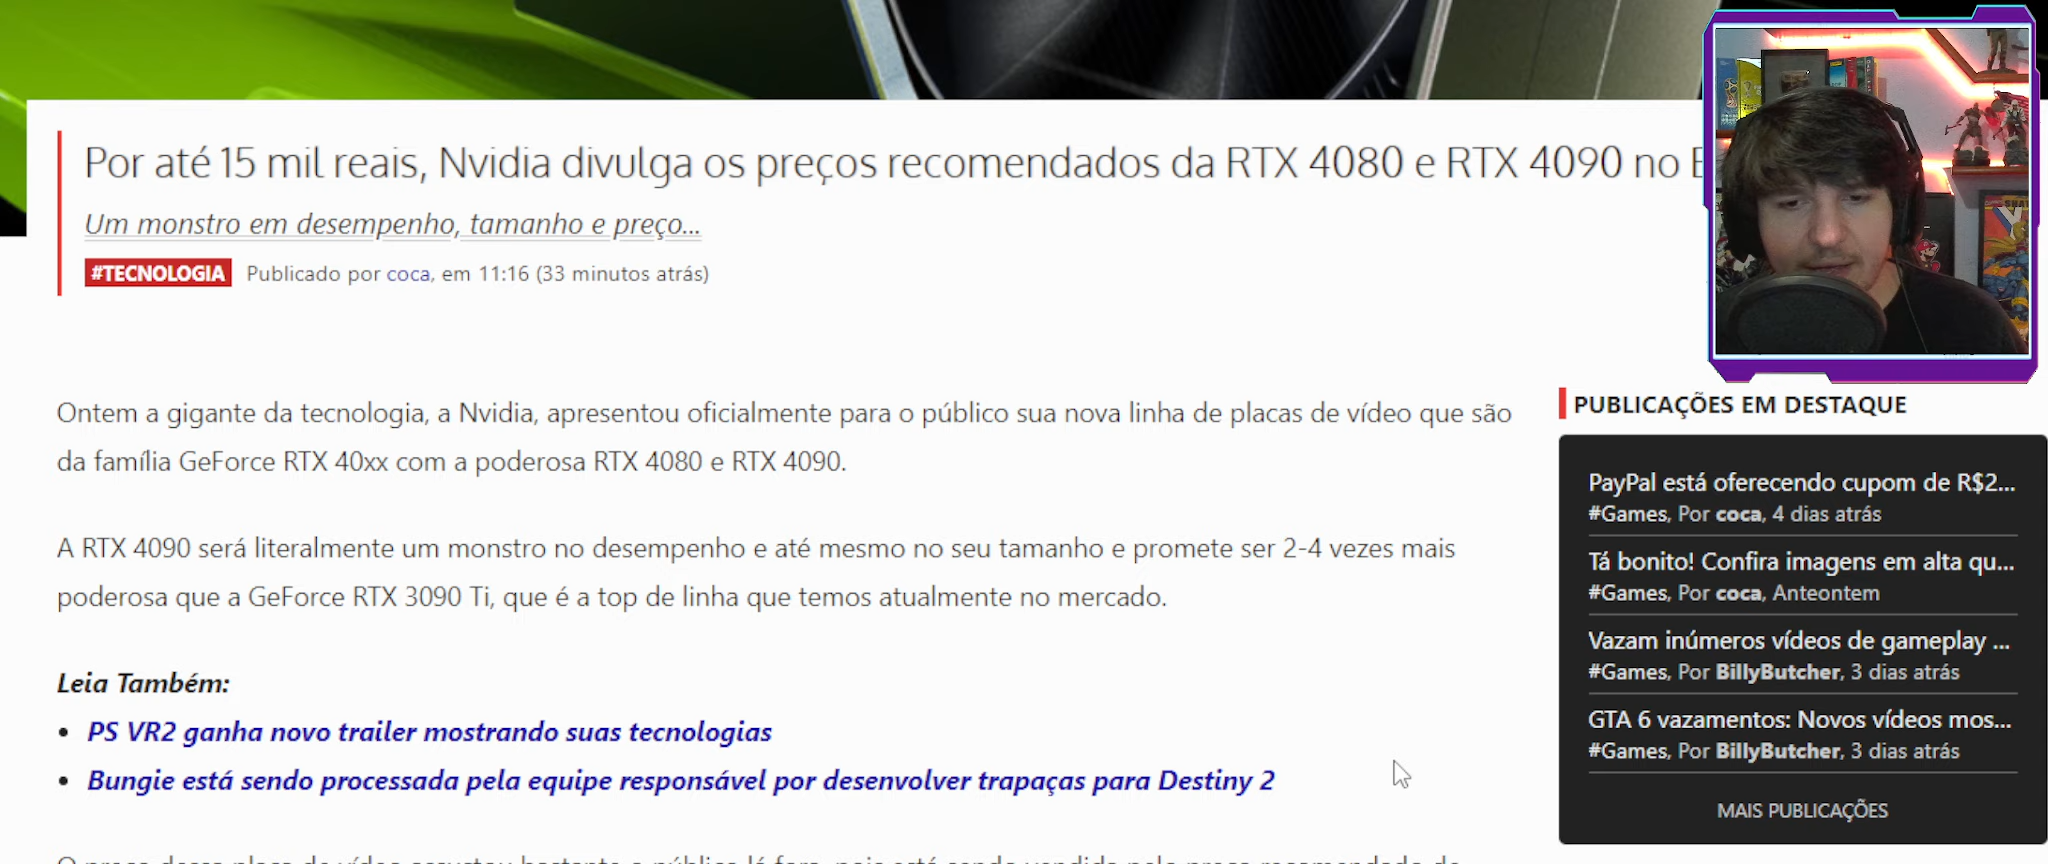 Por até 15 mil reais, Nvidia divulga os preços recomendados da RTX 4080 e RTX 4090 no
Um monstro em desempenho, tamanho e preço...
#TECNOLOGIA Publicado por coca, em 11:16 (33 minutos atrás)
Ontem a gigante da tecnologia, a Nvidia, apresentou oficialmente para o público sua nova linha de placas de vídeo que são
da família GeForce RTX 40xx com a poderosa RTX 4080 e RTX 4090.
A RTX 4090 será literalmente um monstro no desempenho e até mesmo no seu tamanho e promete ser 2-4 vezes mais
poderosa que a GeForce RTX 3090 Ti, que é a top de linha que temos atualmente no mercado.
Leia Também:
• PS VR2 ganha novo trailer mostrando suas tecnologias
• Bungie está sendo processada pela equipe responsável por desenvolver trapaças para Destiny 2
PUBLICAÇÕES EM DESTAQUE
PayPal está oferecendo cupom de R$2...
#Games, Por coca, 4 dias atrás
Tá bonito! Confira imagens em alta qu...
#Games, Por coca, Anteontem
Vazam inúmeros vídeos de gameplay ...
#Games, Por BillyButcher, 3 dias atrás
GTA 6 vazamentos: Novos vídeos mos...
#Games, Por BillyButcher, 3 dias atrás
MAIS PUBLICAÇÕES